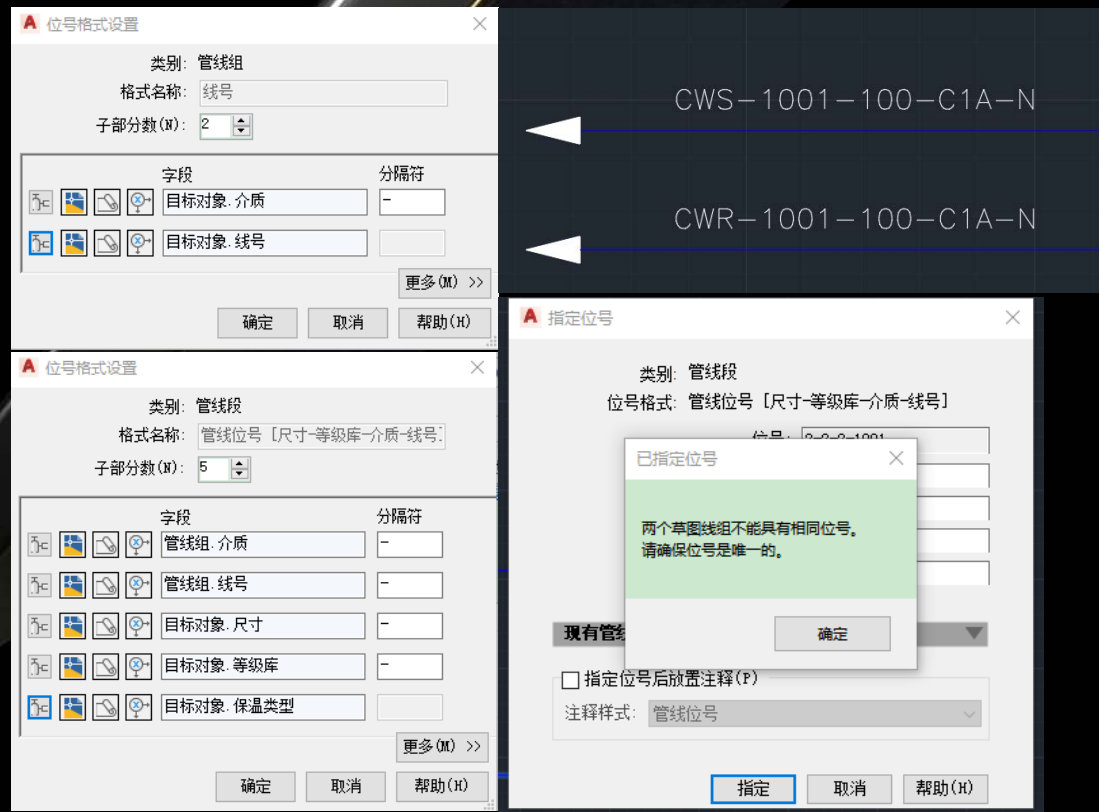 位号格式设置
类别: 管线组
格式名称: 线号
子部分数(N): 2
字段 分隔符
目标对象.介质 -
目标对象.线号
更多(M) >>
确定 取消 帮助(H)
CWS-1001-100-C1A-N
CWR-1001-100-C1A-N
位号格式设置
类别: 管线段
格式名称: 管线位号 [尺寸-等级库-介质-线号]
子部分数(N): 5
字段 分隔符
管线组.介质 -
管线组.线号 -
目标对象.尺寸 -
目标对象.等级库 -
目标对象.保温类型
更多(M) >>
确定 取消 帮助(H)
指定位号
类别: 管线段
位号格式: 管线位号 [尺寸-等级库-介质-线号]
位号: ?-?-?-1001
已指定位号
两个草图线组不能具有相同位号。
请确保位号是唯一的。
确定
现有管线
指定位号后放置注释(P)
注释样式: 管线位号
指定 取消 帮助(H)